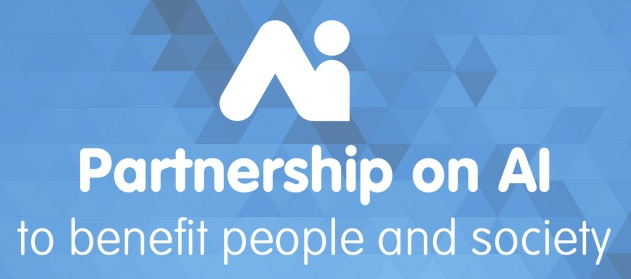 Partnership on AI
to benefit people and society